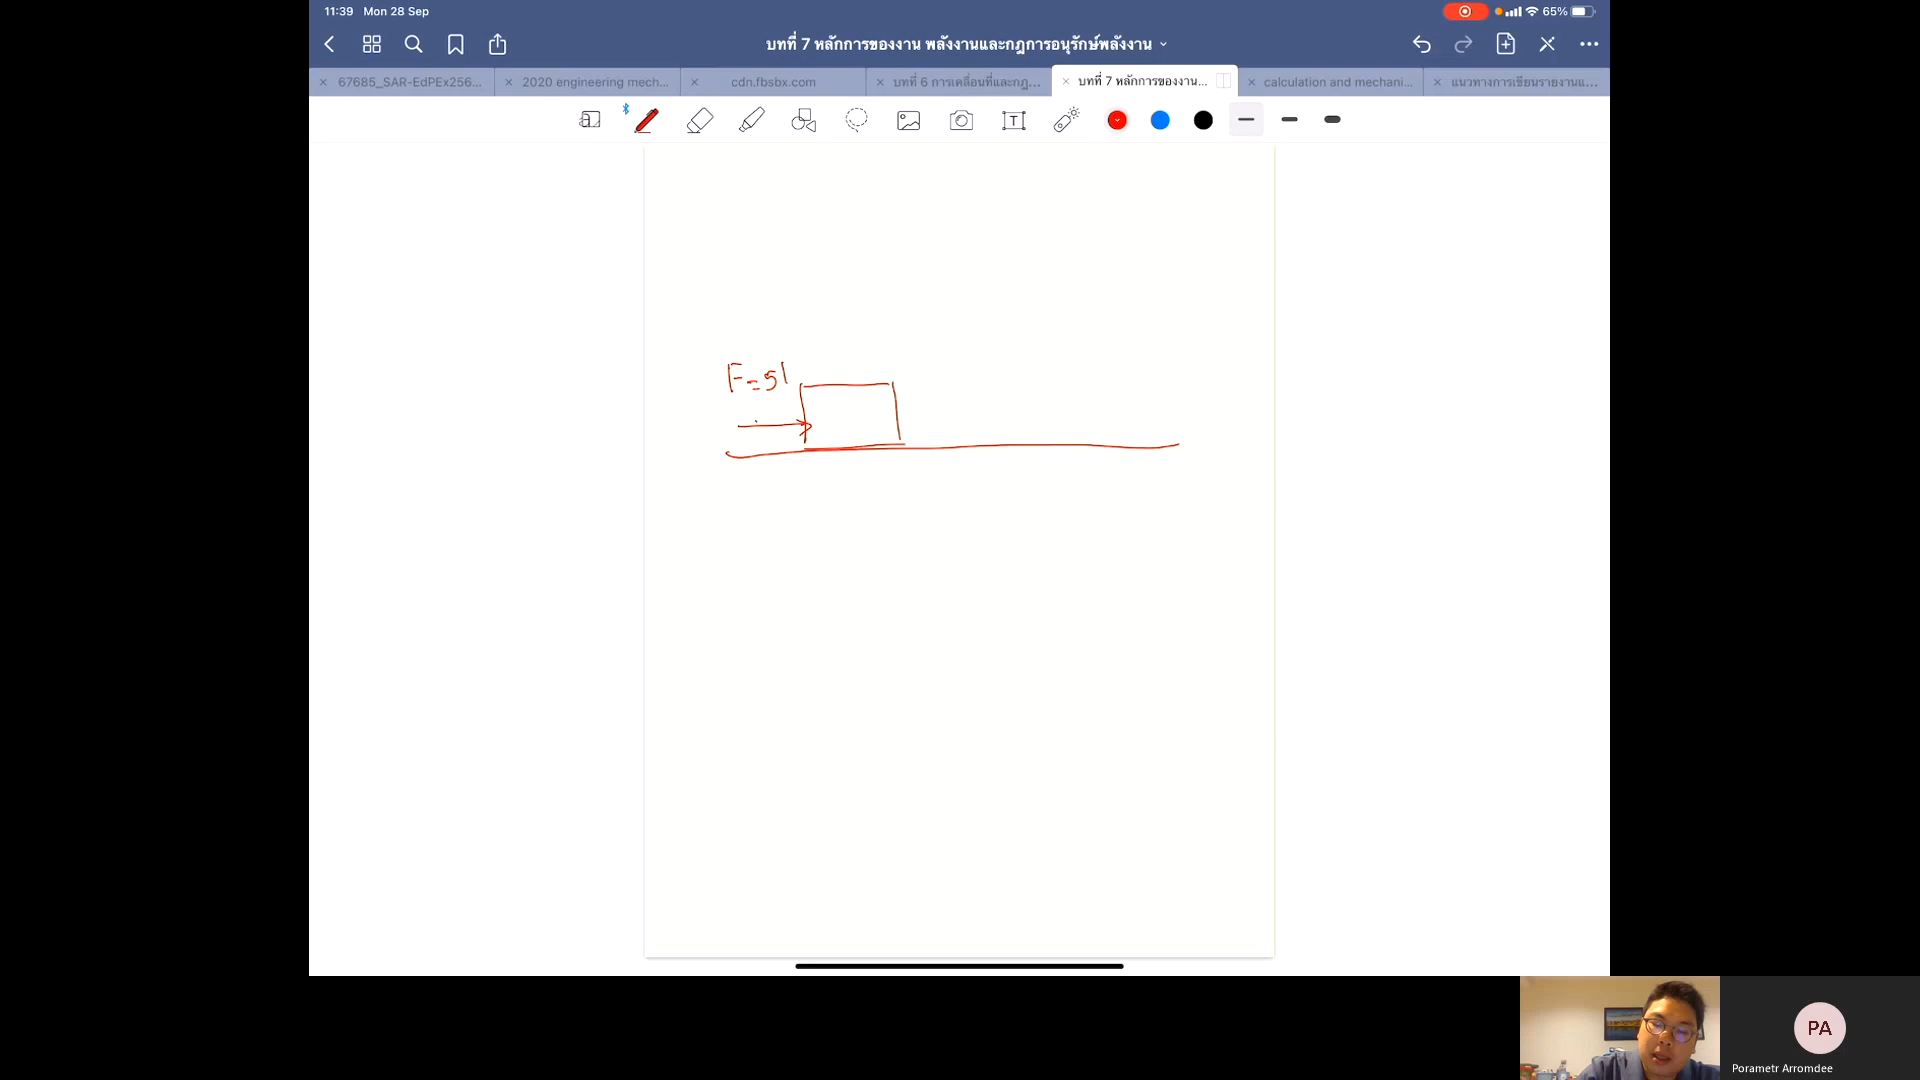 11:39 Mon 28 Sep
65%
บทที่ 7 หลักการของงาน พลังงานและกฎการอนุรักษ์พลังงาน
67685_SAR-EdPEx256...
2020 engineering mech...
cdn.fbsbx.com
บทที่ 6 การเคลื่อนที่และกฎ...
บทที่ 7 หลักการของงาน...
calculation and mechani...
แนวทางการเขียนรายงานแ...
a
T
F=5
PA
Porametr Arromdee